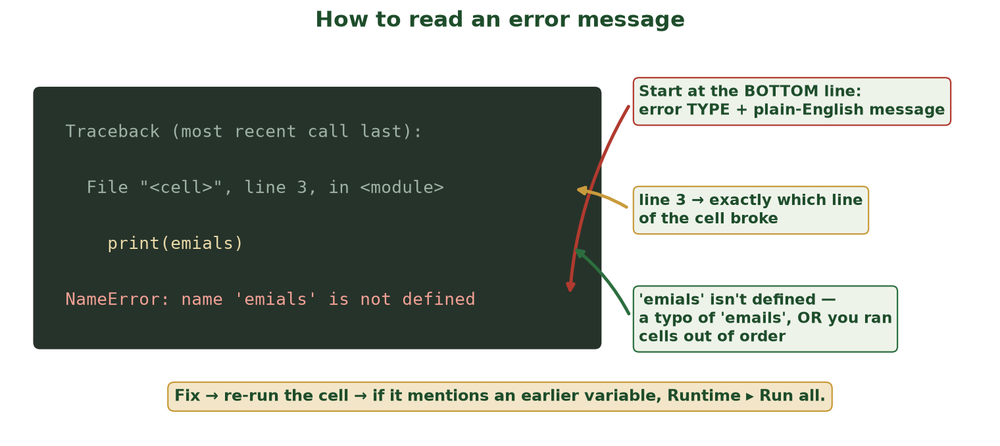 How to read an error message
Traceback (most recent call last):
File "<cell>", line 3, in <module>
print(emials)
NameError: name 'emials' is not defined
Start at the BOTTOM line:
error TYPE + plain-English message
line 3 → exactly which line
of the cell broke
'emials' isn't defined —
a typo of 'emails', OR you ran
cells out of order
Fix → re-run the cell → if it mentions an earlier variable, Runtime ▸ Run all.